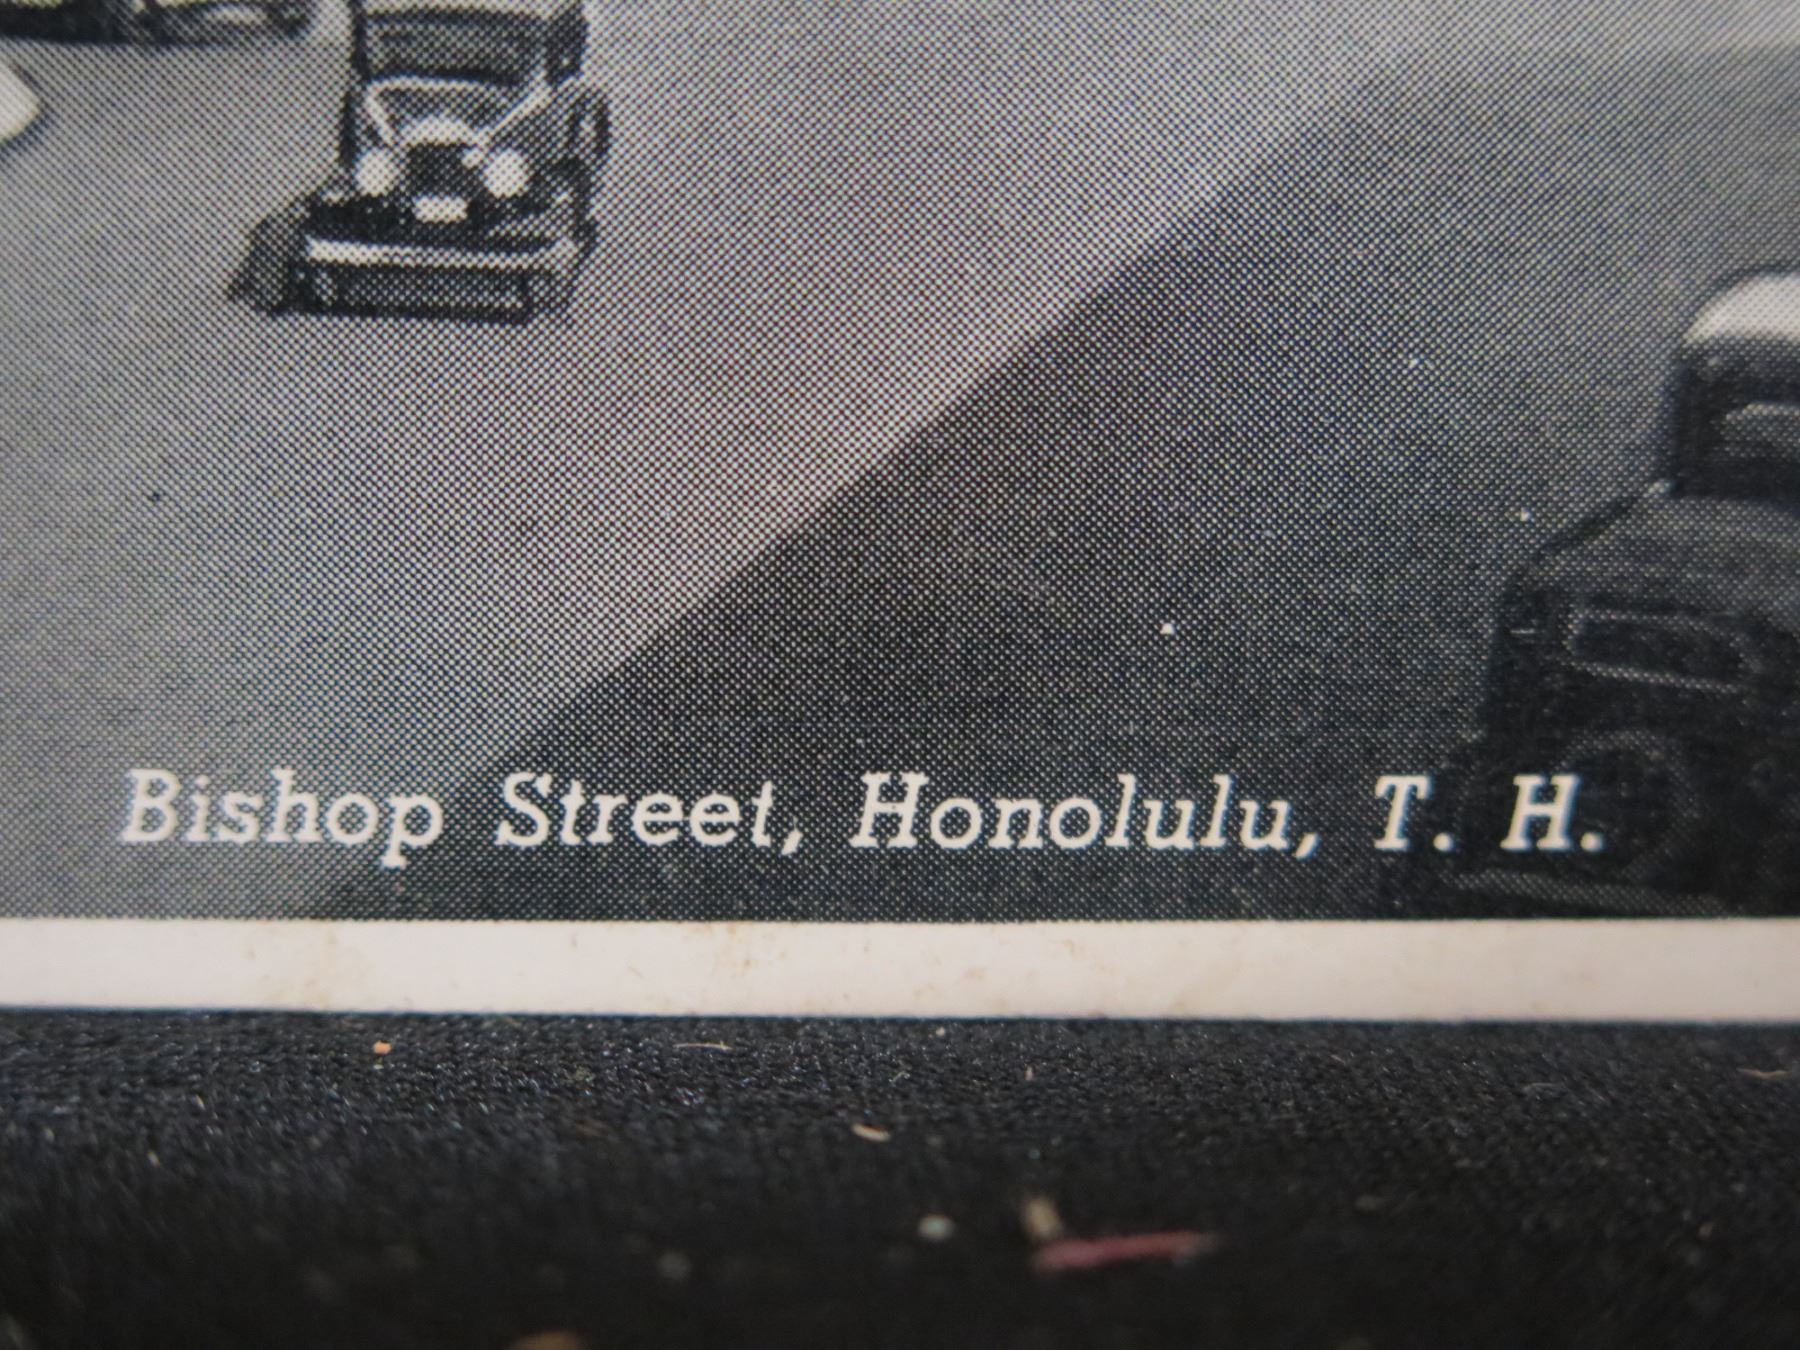 Bishop Street, Honolulu, T. H.